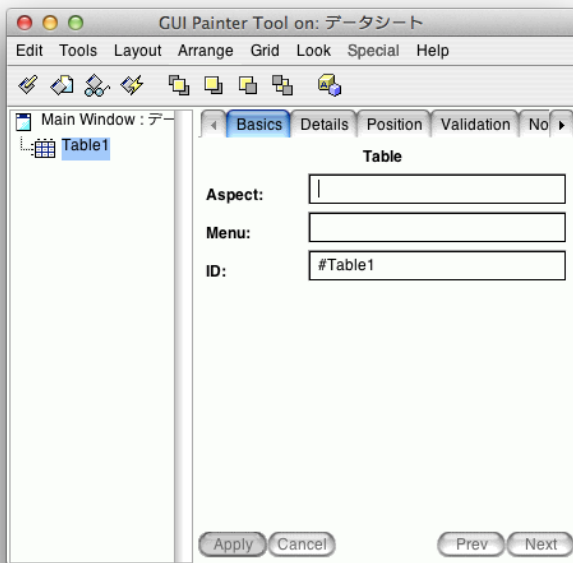 GUI Painter Tool on: データシート
Edit Tools Layout Arrange Grid Look Special Help
Main Window : デー
Table1
Basics Details Position Validation No
Table
Aspect:
Menu:
ID: #Table1
Apply Cancel Prev Next